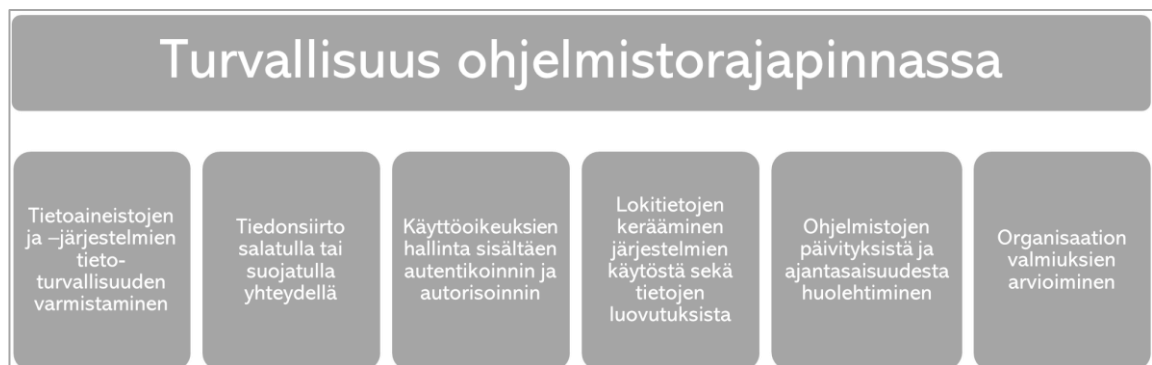 Turvallisuus ohjelmistorajapinnassa
Tietoaineistojen
ja –järjestelmien
tieto-
turvallisuuden
varmistaminen
Tiedonsiirto
salatulla tai
suojatulla
yhteydellä
Käyttöoikeuksien
hallinta sisältäen
autentikoinnin ja
autorisoinnin
Lokitietojen
kerääminen
järjestelmien
käytöstä sekä
tietojen
luovutuksista
Ohjelmistojen
päivityksistä ja
ajantasaisuudesta
huolehtiminen
Organisaation
valmiuksien
arvioiminen